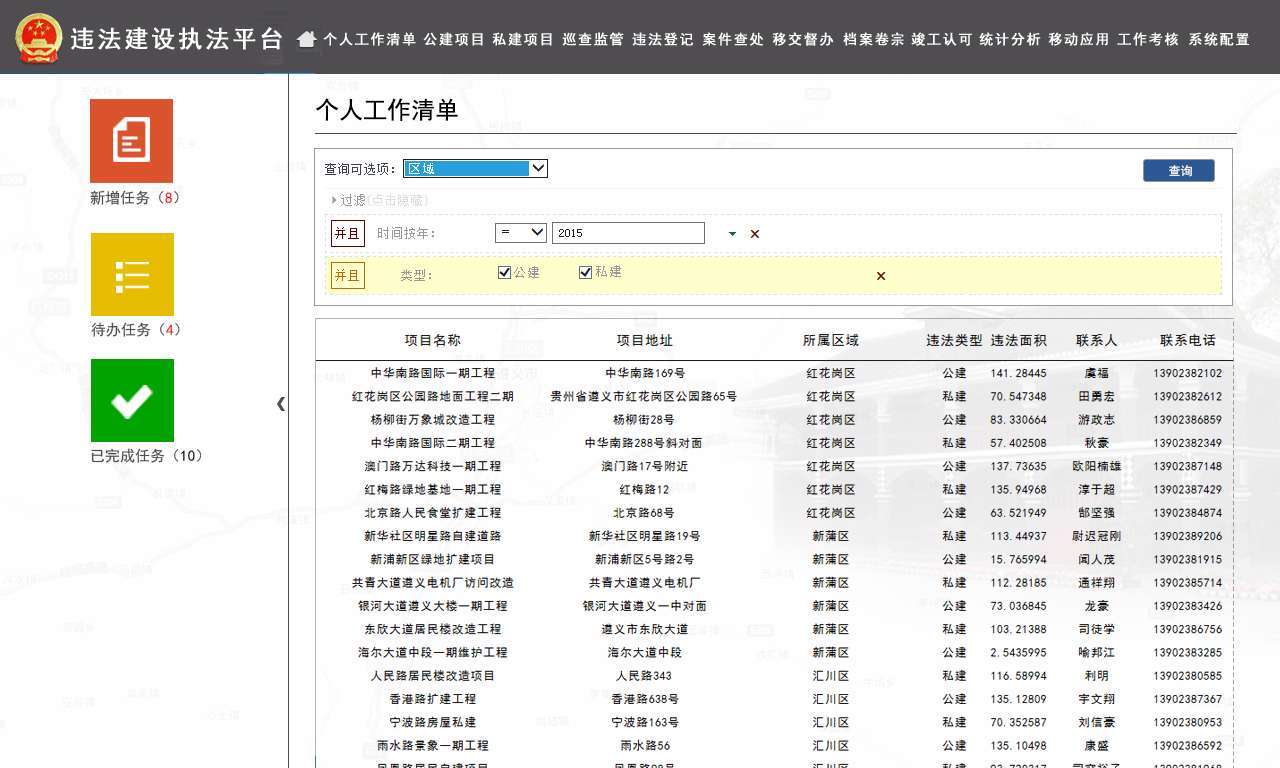 违法建设执法平台 个人工作清单 公建项目 私建项目 巡查监管 违法登记 案件查处 移交督办 档案卷宗 竣工认可 统计分析 移动应用 工作考核 系统配置
新增任务（8）
待办任务（4）
已完成任务（10）
个人工作清单
查询可选项： 区域 查询
过滤(点击隐藏)
并且 时间按年： = 2015 ×
并且 类型： 公建 私建 ×
项目名称 项目地址 所属区域 违法类型 违法面积 联系人 联系电话
中华南路国际一期工程 中华南路169号 红花岗区 公建 141.28445 虞福 13902382102
红花岗区公园路地面工程二期 贵州省遵义市红花岗区公园路65号 红花岗区 私建 70.547348 田勇宏 13902382612
杨柳街万象城改造工程 杨柳街28号 红花岗区 公建 83.330664 游政志 13902386859
中华南路国际二期工程 中华南路288号斜对面 红花岗区 私建 57.402508 秋豪 13902382349
澳门路万达科技一期工程 澳门路17号附近 红花岗区 公建 137.73635 欧阳楠雄 13902387148
红梅路绿地基地一期工程 红梅路12 红花岗区 私建 135.94968 淳于超 13902387429
北京路人民食堂扩建工程 北京路68号 红花岗区 公建 63.521949 郜坚强 13902384874
新华社区明星路自建道路 新华社区明星路19号 新蒲区 私建 113.44937 尉迟冠刚 13902389206
新浦新区绿地扩建项目 新浦新区5号路2号 新蒲区 公建 15.765994 闻人茂 13902381915
共青大道遵义电机厂访问改造 共青大道遵义电机厂 新蒲区 私建 112.28185 通祥翔 13902385714
银河大道遵义大楼一期工程 银河大道遵义一中对面 新蒲区 公建 73.036845 龙豪 13902383426
东欣大道居民楼改造工程 遵义市东欣大道 新蒲区 私建 103.21388 司徒学 13902386756
海尔大道中段一期维护工程 海尔大道中段 新蒲区 公建 2.5435995 喻邦江 13902383285
人民路居民楼改造项目 人民路343 汇川区 私建 116.58994 利明 13902380585
香港路扩建工程 香港路638号 汇川区 公建 135.12809 宇文翔 13902387367
宁波路房屋私建 宁波路163号 汇川区 私建 70.352587 刘信豪 13902380953
雨水路景象一期工程 雨水路56 汇川区 公建 135.10498 康盛 13902386592